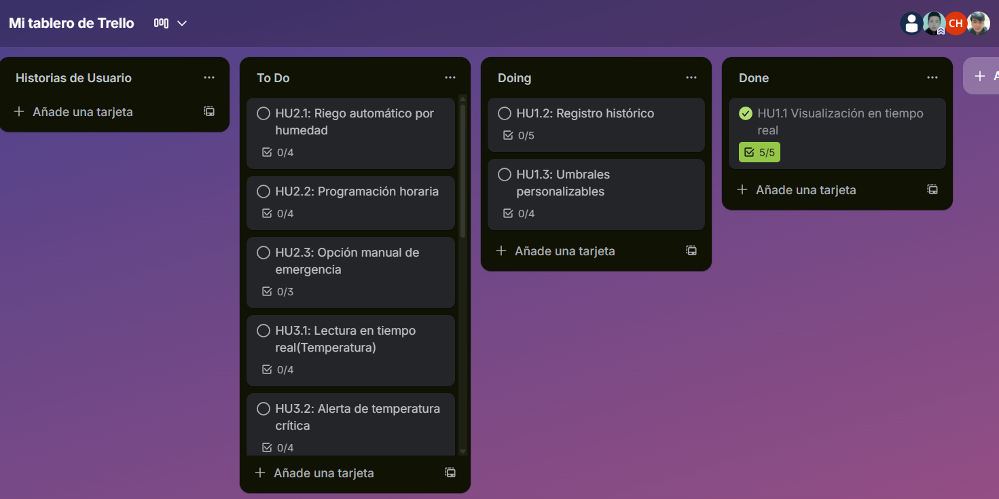 Mi tablero de Trello
CH
Historias de Usuario
Añade una tarjeta
To Do
HU2.1: Riego automático por
humedad
0/4
HU2.2: Programación horaria
0/4
HU2.3: Opción manual de
emergencia
0/3
HU3.1: Lectura en tiempo
real(Temperatura)
0/4
HU3.2: Alerta de temperatura
crítica
0/4
Añade una tarjeta
Doing
HU1.2: Registro histórico
0/5
HU1.3: Umbrales
personalizables
0/4
Añade una tarjeta
Done
HU1.1 Visualización en tiempo
real
5/5
Añade una tarjeta